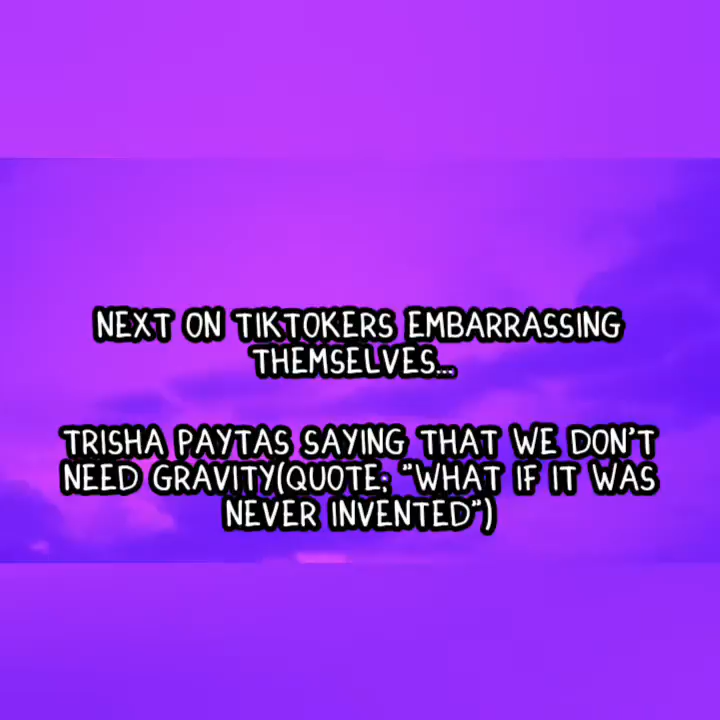 NEXT ON TIKTOKERS EMBARRASSING
THEMSELVES...
TRISHA PAYTAS SAYING THAT WE DON'T
NEED GRAVITY(QUOTE; "WHAT IF IT WAS
NEVER INVENTED")